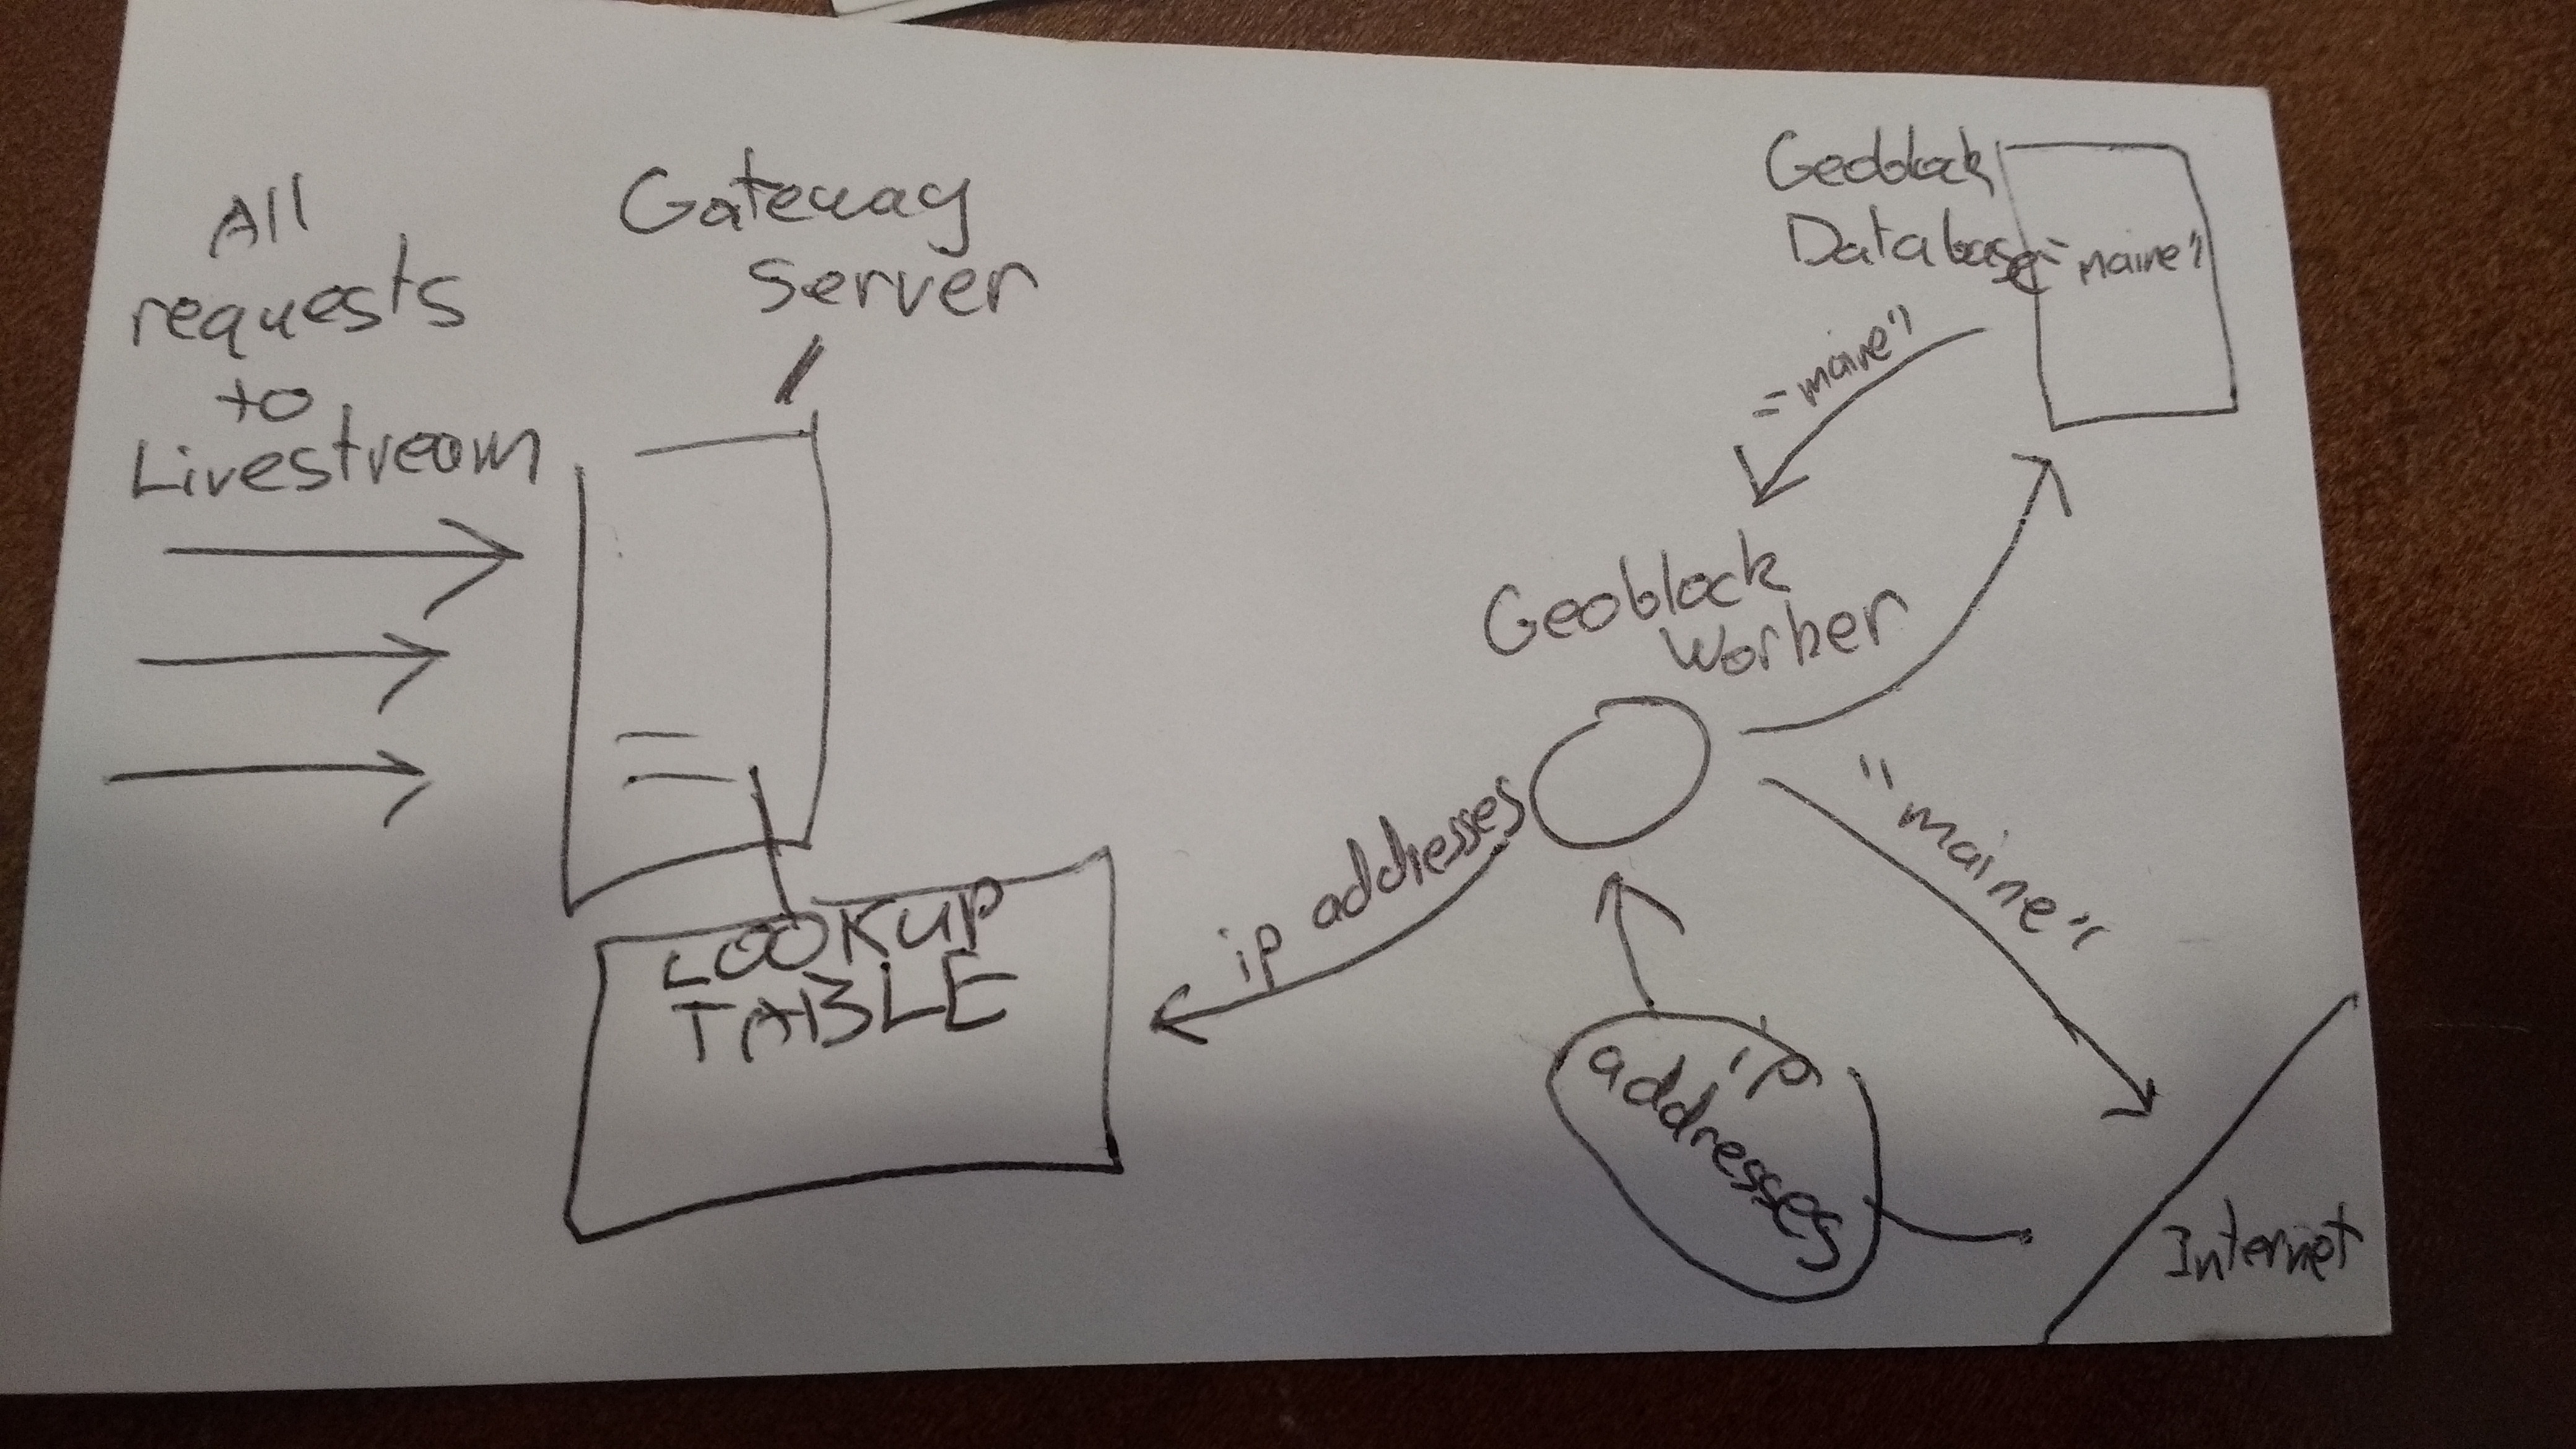 All
requests
to
Livestream
Gateway
Server
LOOKUP
TABLE
ip addresses
Geoblock
Worker
Geoblock
Database
"maine"
"maine"
"maine"
ip
addresses
Internet